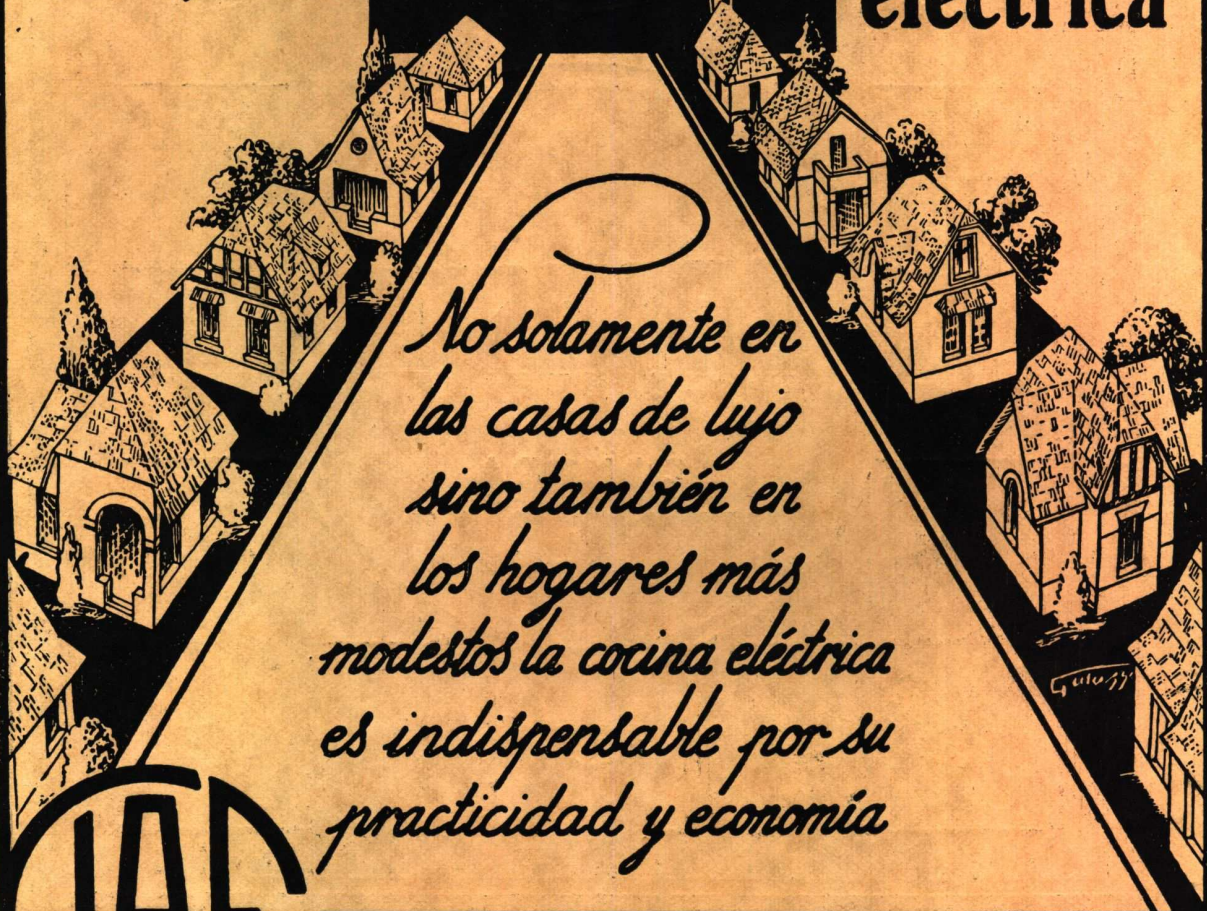 eléctrica
No solamente en
las casas de lujo
sino también en
los hogares más
modestos la cocina eléctrica
es indispensable por su
practicidad y economía